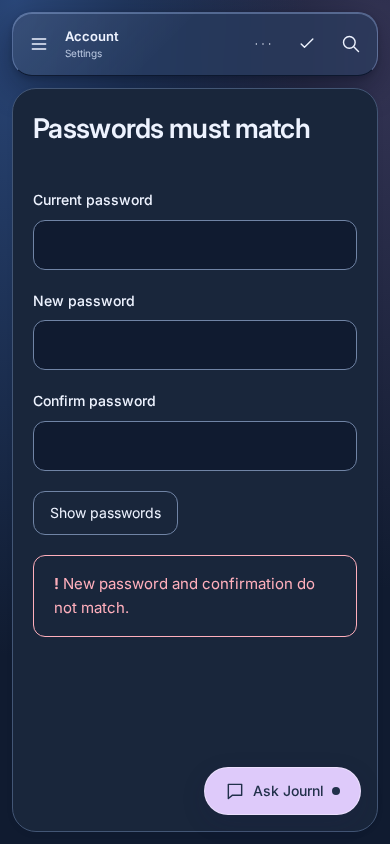 Account
Settings
...
Passwords must match
Current password
New password
Confirm password
Show passwords
! New password and confirmation do
not match.
Ask Journl